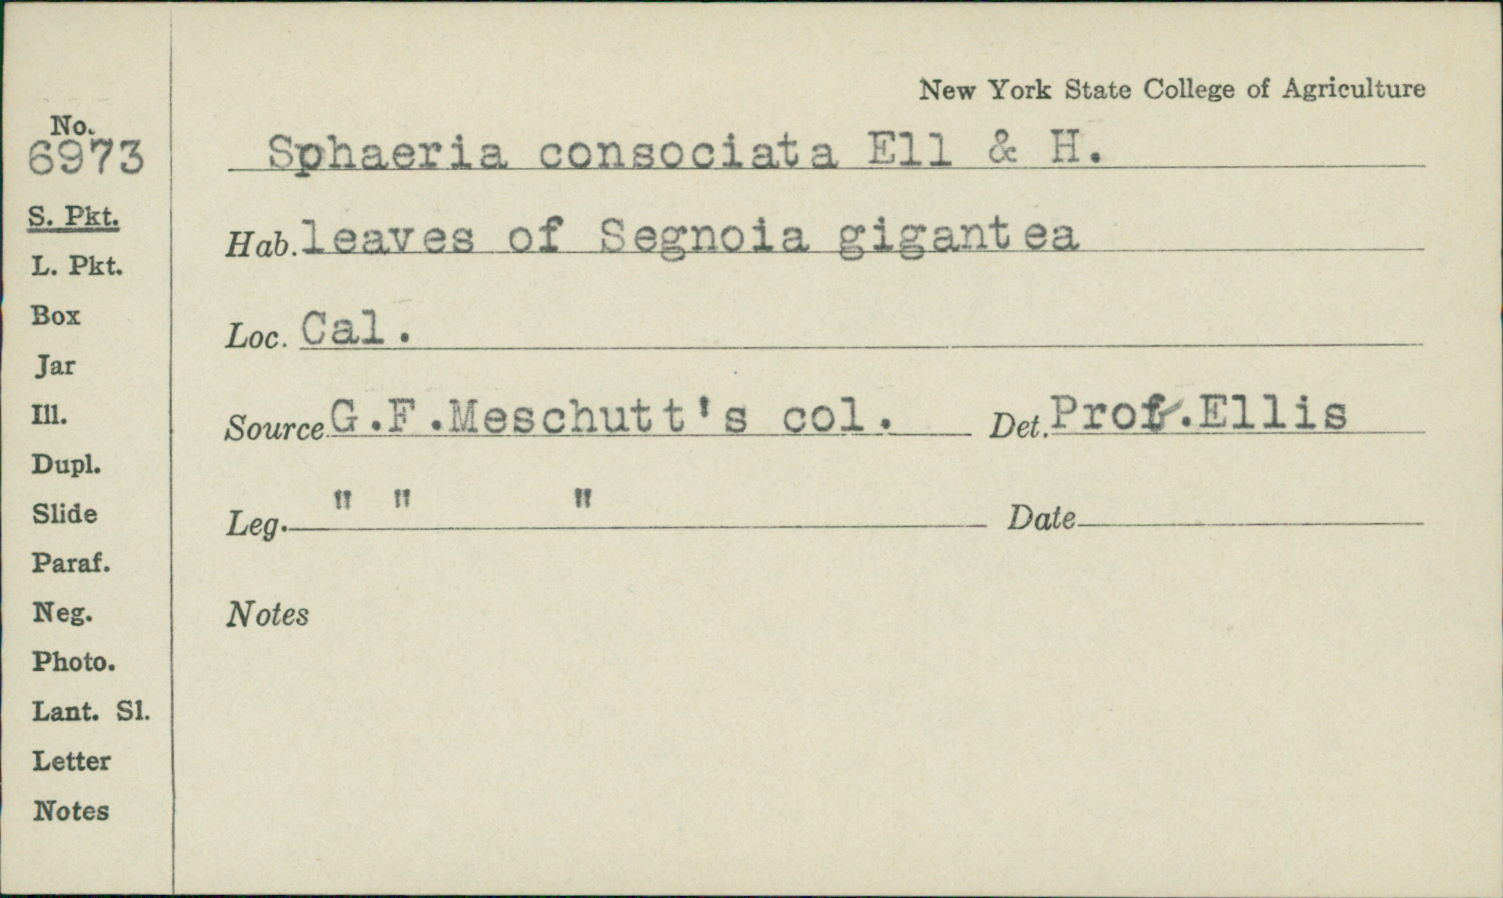 New York State College of Agriculture
No.
6973
Sphaeria consociata Ell & H.
S. Pkt.
Hab. leaves of Segnoia gigantea
L. Pkt.
Box
Loc. Cal.
Jar
Ill.
Source G.F.Meschutt's col. Det. Prof.Ellis
Dupl.
Slide
Leg. " " " Date
Paraf.
Neg.
Notes
Photo.
Lant. Sl.
Letter
Notes